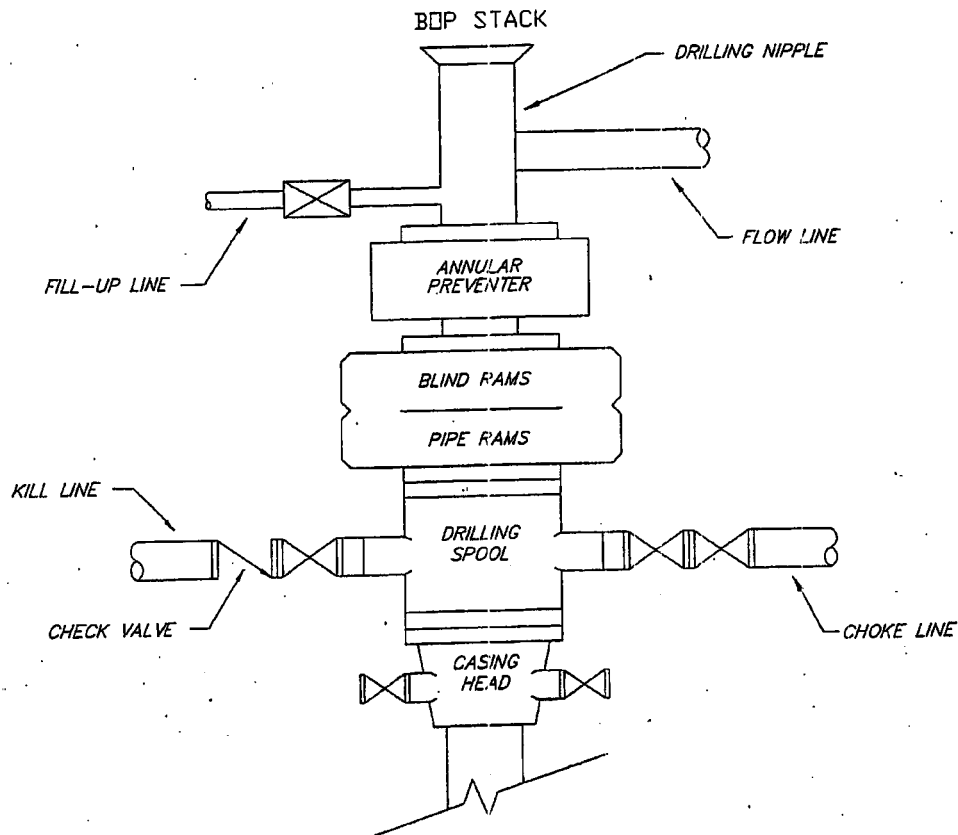 BOP STACK
DRILLING NIPPLE
FLOW LINE
FILL-UP LINE
ANNULAR
PREVENTER
BLIND RAMS
PIPE RAMS
KILL LINE
DRILLING
SPOOL
CHECK VALVE
CHOKE LINE
CASING
HEAD